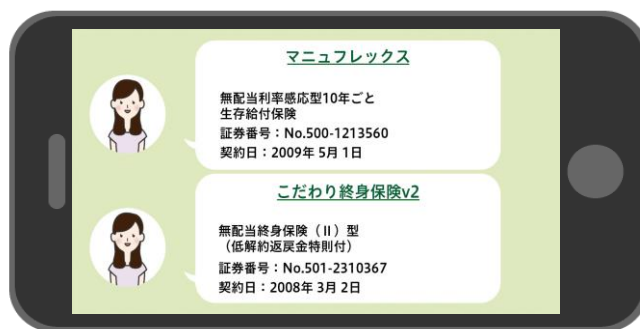 マニュフレックス
無配当利率感応型10年ごと
生存給付保険
証券番号：No.500-1213560
契約日：2009年 5月 1日
こだわり終身保険v2
無配当終身保険（Ⅱ）型
（低解約返戻金特則付）
証券番号：No.501-2310367
契約日：2008年 3月 2日